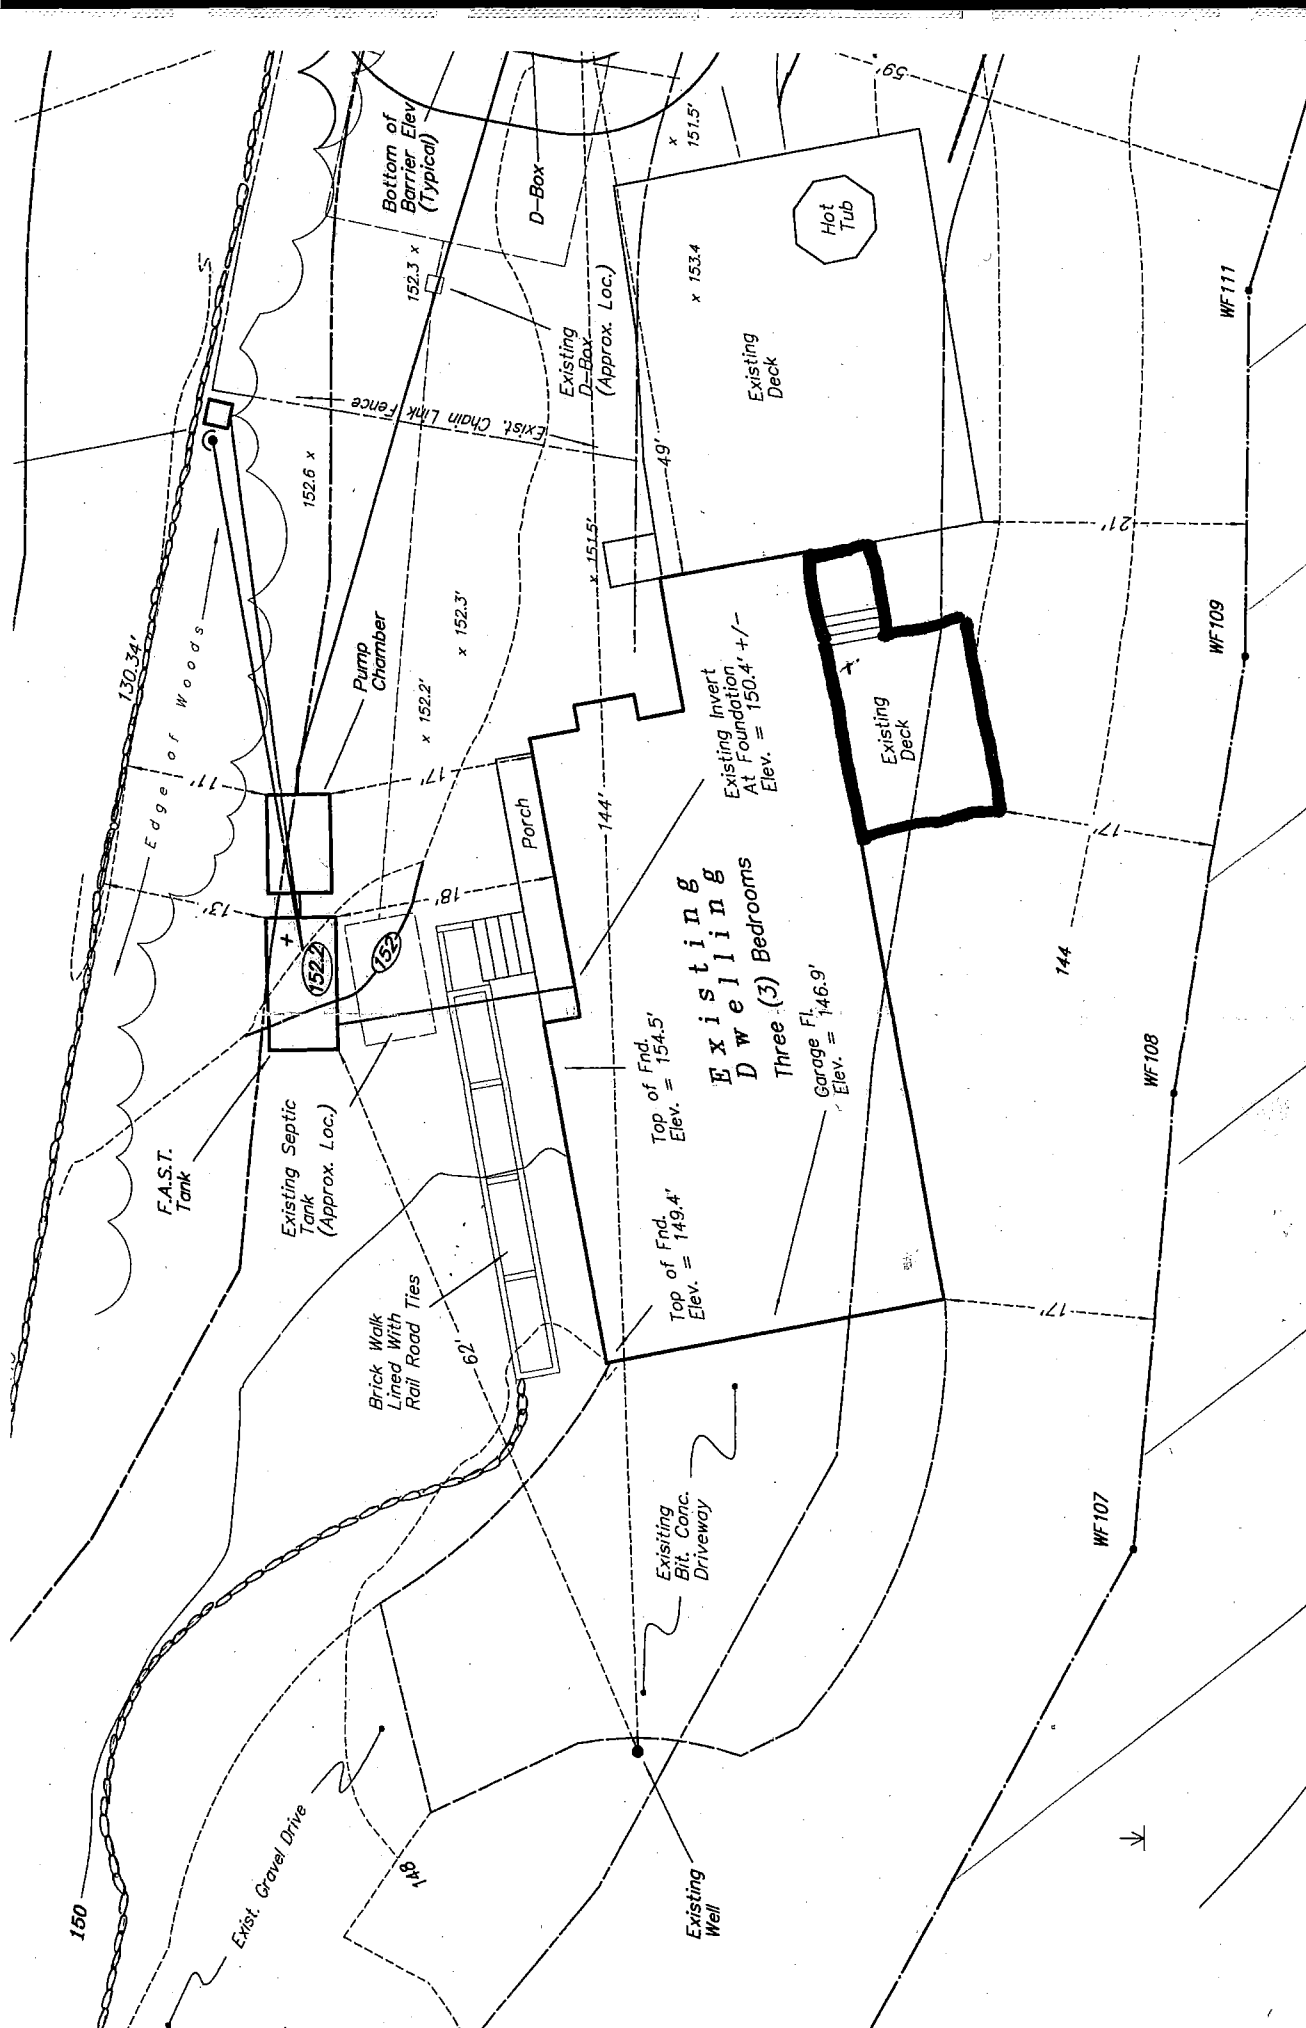 Bottom of
Barrier Elev
(Typical)
D-Box
x 151.5'
59'
152.3 x
Existing
D-Box
(Approx. Loc.)
x 153.4
Hot
Tub
Existing
Deck
WF111
Exist. Chain Link Fence
152.6 x
49'
x 151.5'
21'
Edge of Woods
130.34'
Pump
Chamber
x 152.3'
x 152.2'
WF109
11'
17'
Porch
144'
Existing Invert
At Foundation
Elev. = 150.4' +/-
Existing
Deck
17'
13'
18'
152.2
152
Existing
Dwelling
Three (3) Bedrooms
144
Top of Fnd.
Elev. = 154.5'
Garage Fl.
Elev. = 146.9'
WF108
F.A.S.T.
Tank
Existing Septic
Tank
(Approx. Loc.)
Top of Fnd.
Elev. = 149.4'
17'
Brick Walk
Lined With
Rail Road Ties
62'
Exisiting
Bit. Conc.
Driveway
WF107
Exist. Gravel Drive
148
150
Existing
Well